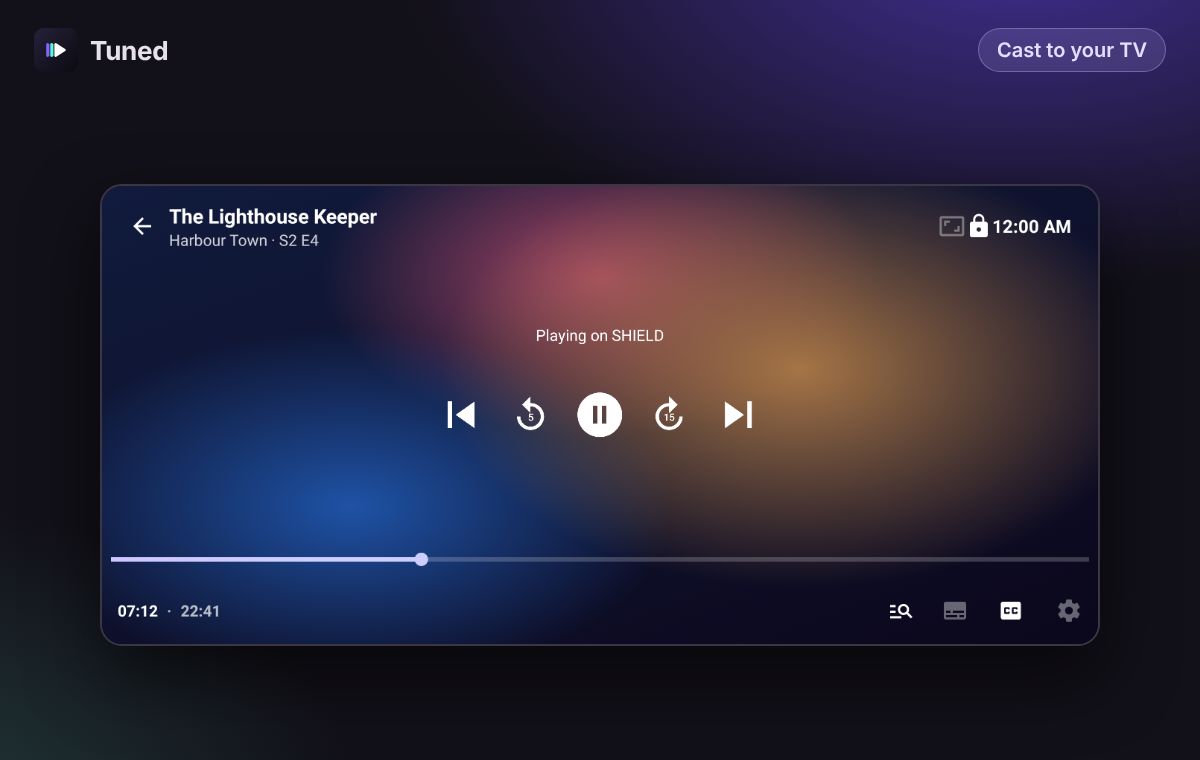 Tuned
Cast to your TV
The Lighthouse Keeper
Harbour Town · S2 E4
12:00 AM
Playing on SHIELD
5
15
07:12 · 22:41
CC